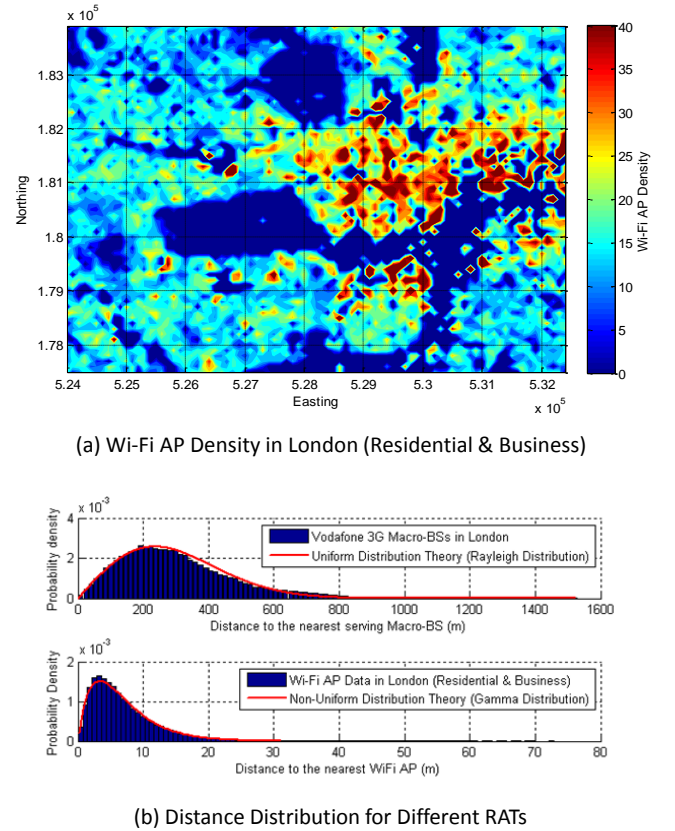 x 10^5
1.83
1.82
1.81
1.8
1.79
1.78
Northing
5.24 5.25 5.26 5.27 5.28 5.29 5.3 5.31 5.32
Easting
x 10^5
40
35
30
25
20
15
10
5
0
Wi-Fi AP Density
(a) Wi-Fi AP Density in London (Residential & Business)
x 10^-3
4
2
0
Probability density
Vodafone 3G Macro-BSs in London
Uniform Distribution Theory (Rayleigh Distribution)
0 200 400 600 800 1000 1200 1400 1600
Distance to the nearest serving Macro-BS (m)
x 10^-3
2
1
0
Probability Density
Wi-Fi AP Data in London (Residential & Business)
Non-Uniform Distribution Theory (Gamma Distribution)
0 10 20 30 40 50 60 70 80
Distance to the nearest WiFi AP (m)
(b) Distance Distribution for Different RATs